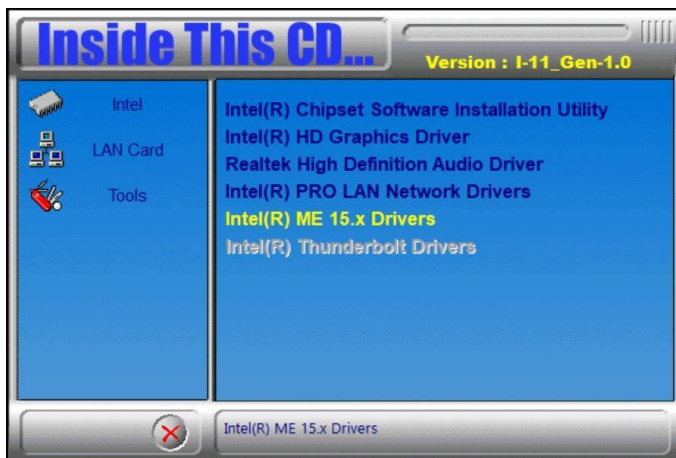 Inside This CD...
Version : I-11_Gen-1.0
Intel
LAN Card
Tools
Intel(R) Chipset Software Installation Utility
Intel(R) HD Graphics Driver
Realtek High Definition Audio Driver
Intel(R) PRO LAN Network Drivers
Intel(R) ME 15.x Drivers
Intel(R) Thunderbolt Drivers
Intel(R) ME 15.x Drivers